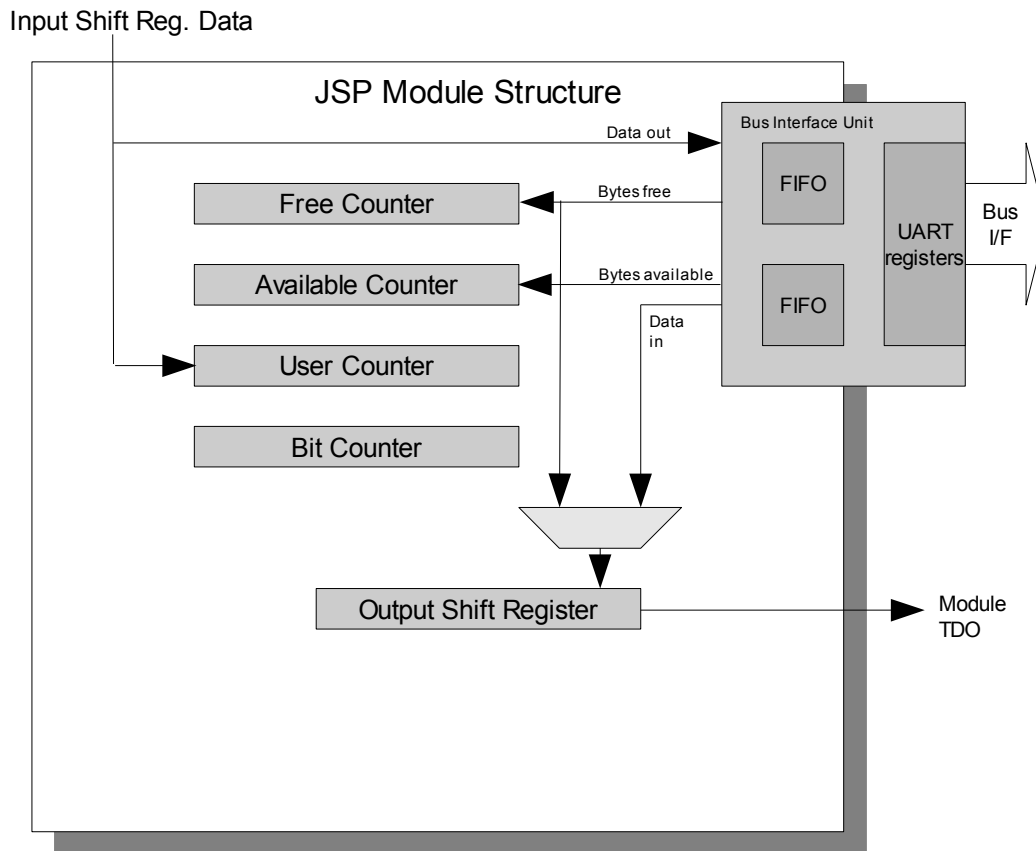 Input Shift Reg. Data
JSP Module Structure
Bus Interface Unit
Data out
FIFO
Bytes free
Free Counter
UART
registers
Bus
I/F
Bytes available
Available Counter
FIFO
Data
in
User Counter
Bit Counter
Output Shift Register
Module
TDO